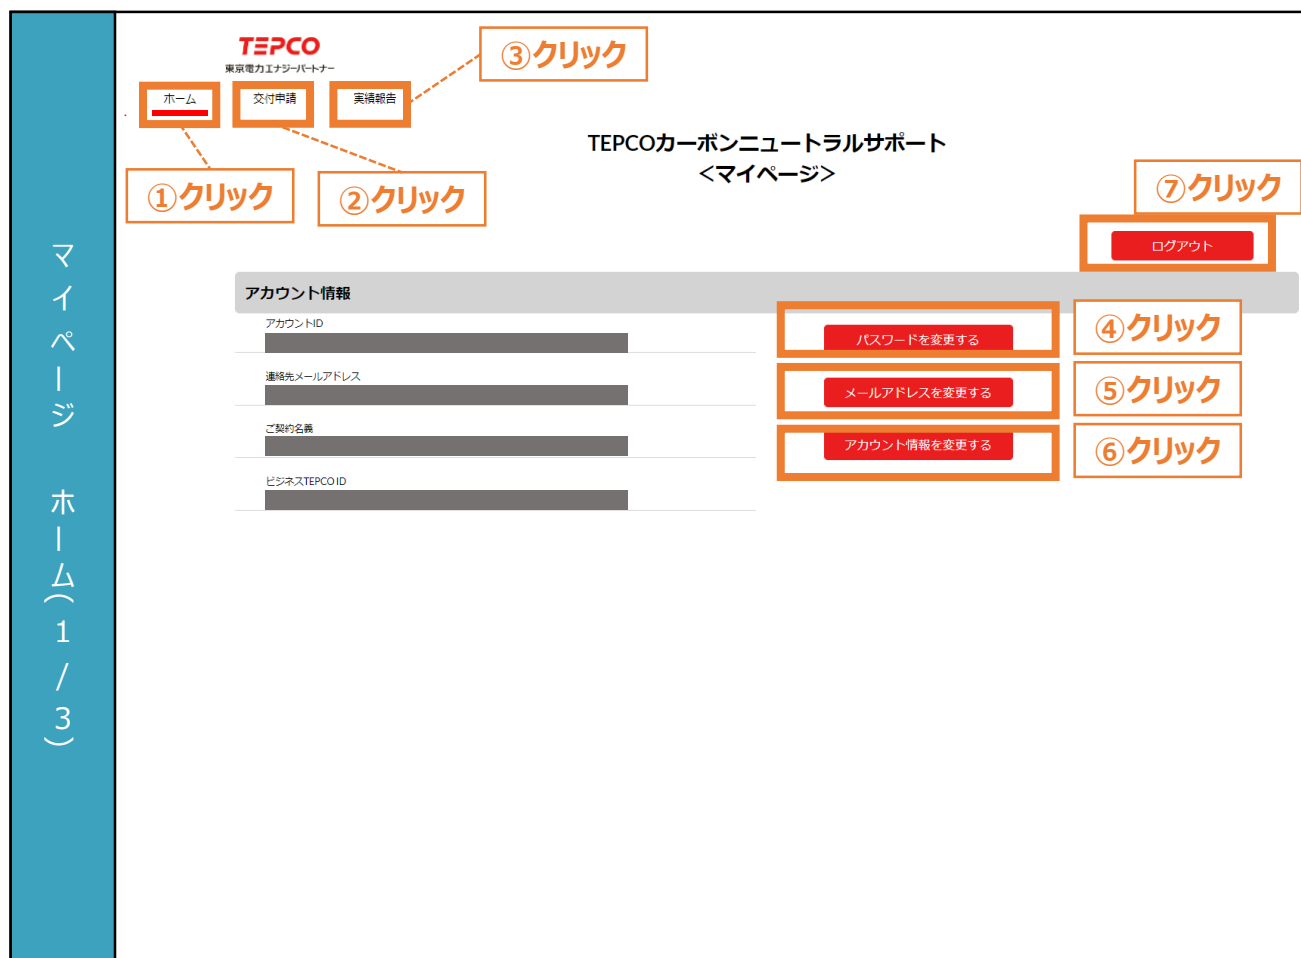 マイページ ホーム(1/3)
TEPCO
東京電力エナジーパートナー
③クリック
ホーム
交付申請
実績報告
TEPCOカーボンニュートラルサポート
<マイページ>
①クリック
②クリック
⑦クリック
ログアウト
アカウント情報
アカウントID
パスワードを変更する
④クリック
連絡先メールアドレス
メールアドレスを変更する
⑤クリック
ご契約名義
アカウント情報を変更する
⑥クリック
ビジネスTEPCO ID